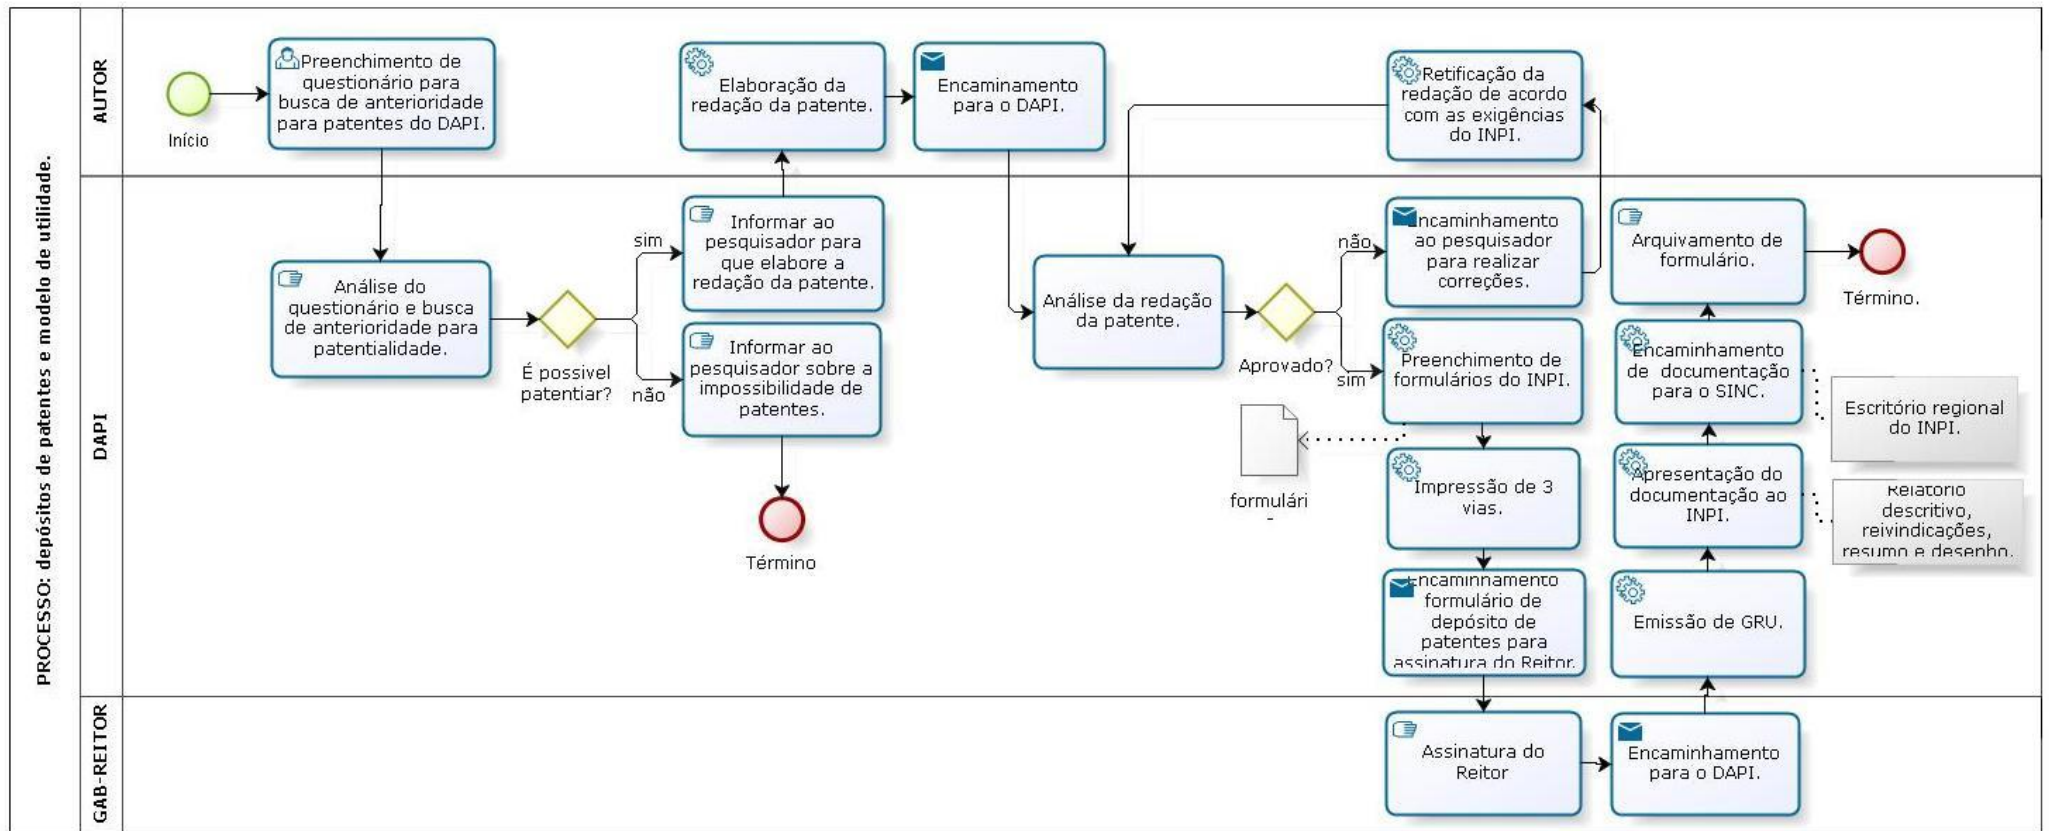 PROCESSO: depósitos de patentes e modelo de utilidade.
AUTOR
Início
Preenchimento de
questionário para
busca de anterioridade
para patentes do DAPI.
Elaboração da
redação da patente.
Encaminamento
para o DAPI.
Retificação da
redação de acordo
com as exigências
do INPI.
DAPI
Análise do
questionário e busca
de anterioridade para
patentialidade.
É possivel
patentiar?
sim
não
Informar ao
pesquisador para
que elabore a
redação da patente.
Informar ao
pesquisador sobre a
impossibilidade de
patentes.
Término
Análise da redação
da patente.
Aprovado?
não
sim
Encaminhamento
ao pesquisador
para realizar
correções.
Preenchimento de
formulários do INPI.
formulári
Impressão de 3
vias.
Encaminhamento
formulário de
depósito de
patentes para
assinatura do Reitor.
Arquivamento de
formulário.
Término.
Encaminhamento
de documentação
para o SINC.
Escritório regional
do INPI.
Apresentação do
documentação ao
INPI.
Relatório
descritivo,
reivindicações,
resumo e desenho.
Emissão de GRU.
GAB-REITOR
Assinatura do
Reitor
Encaminhamento
para o DAPI.